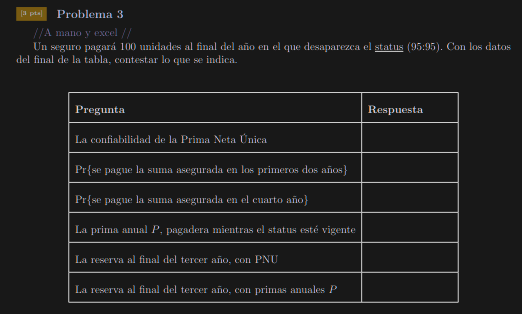 [3 pts] Problema 3
//A mano y excel //
Un seguro pagará 100 unidades al final del año en el que desaparezca el status (95:95). Con los datos
del final de la tabla, contestar lo que se indica.
Pregunta Respuesta
La confiabilidad de la Prima Neta Única
Pr{se pague la suma asegurada en los primeros dos años}
Pr{se pague la suma asegurada en el cuarto año}
La prima anual P, pagadera mientras el status esté vigente
La reserva al final del tercer año, con PNU
La reserva al final del tercer año, con primas anuales P